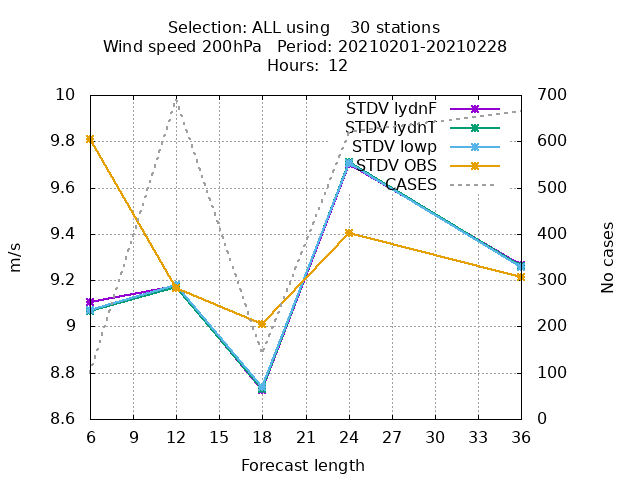 Selection: ALL using    30 stations
Wind speed 200hPa   Period: 20210201-20210228
Hours:  12
STDV lydnF
STDV lydnT
STDV lowp
STDV OBS
CASES
10
9.8
9.6
9.4
9.2
9
8.8
8.6
m/s
700
600
500
400
300
200
100
0
No cases
6 9 12 15 18 21 24 27 30 33 36
Forecast length